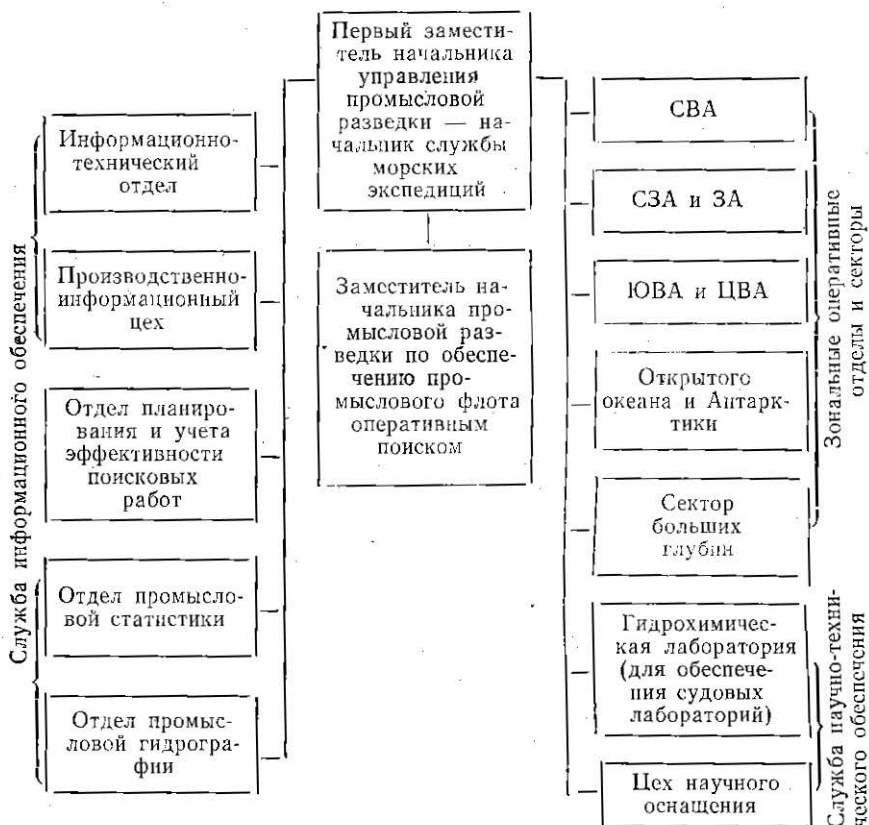 Первый замести-
тель начальника
управления
промысловой
разведки — на-
чальник службы
морских
экспедиций
Заместитель на-
чальника про-
мысловой раз-
ведки по обеспе-
чению про-
мыслового флота
оперативным
поиском
Служба информационного обеспечения
Информационно-
технический
отдел
Производственно-
информационный
цех
Отдел планиро-
вания и учета
эффективности
поисковых
работ
Отдел промысло-
вой статистики
Отдел промыс-
ловой гидрогра-
фии
СВА
СЗА и ЗА
ЮВА и ЦВА
Открытого
океана и Антарк-
тики
Сектор
больших
глубин
Зональные оперативные
отделы и секторы
Гидрохимичес-
кая лаборатория
(для обеспече-
ния судовых
лабораторий)
Цех научного
оснащения
Служба научно-техни-
ческого обеспечения